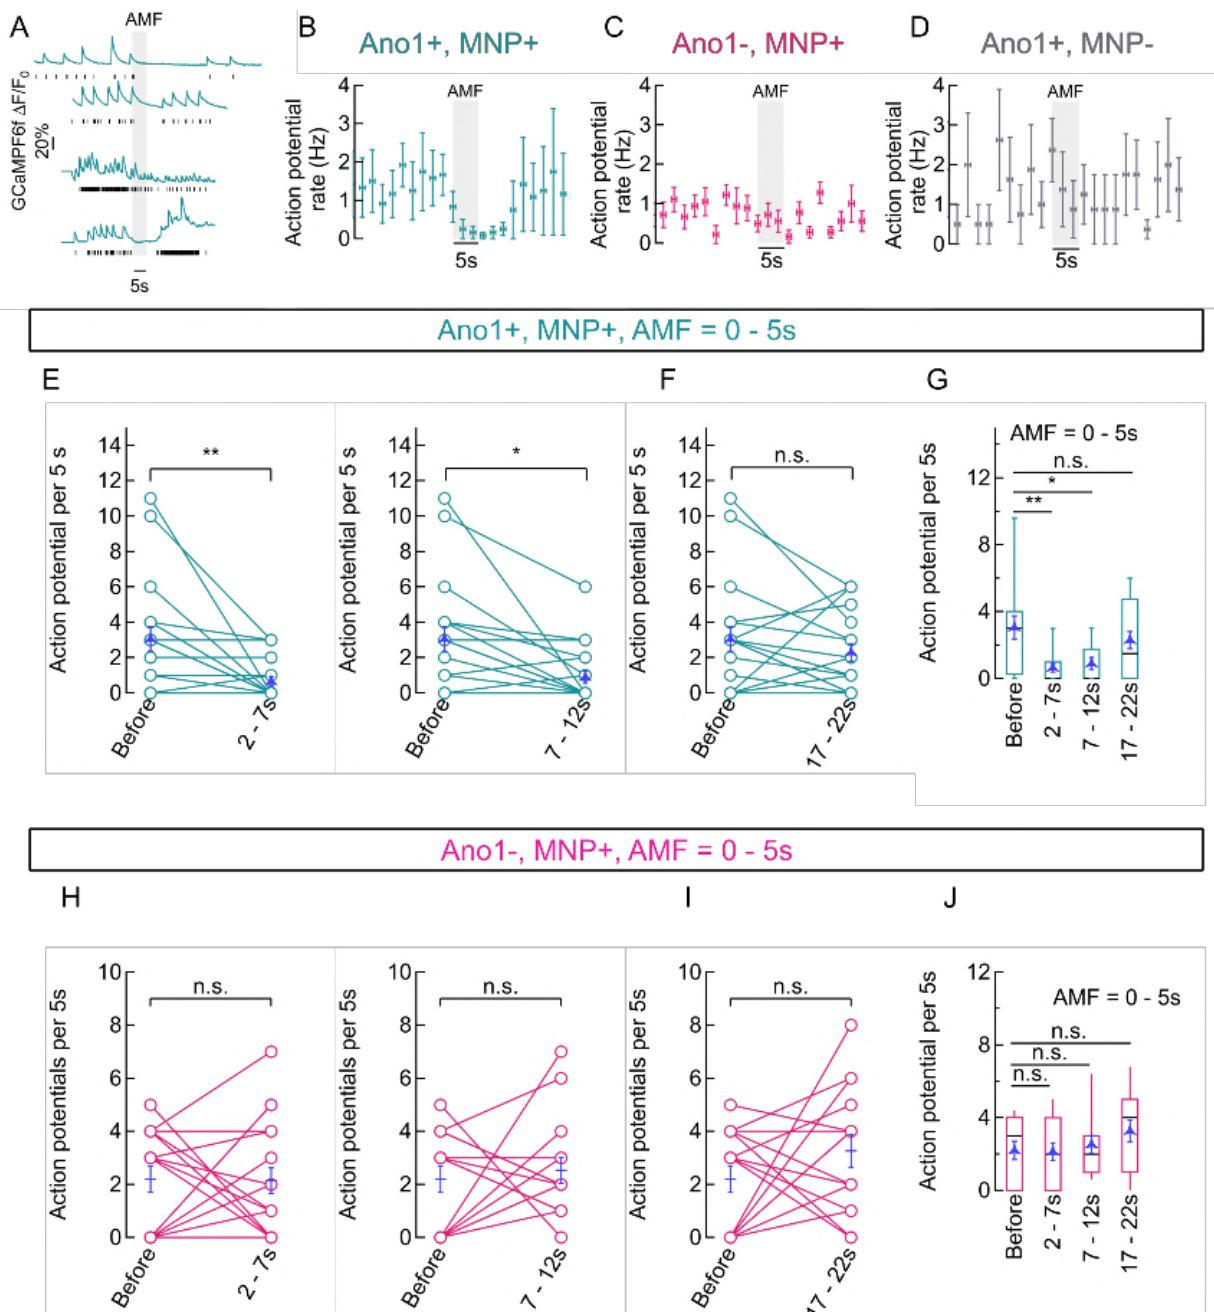 A
AMF
GCaMPF6f ΔF/F0
20%
5s
B
Ano1+, MNP+
AMF
Action potential
rate (Hz)
4
3
2
1
0
5s
C
Ano1-, MNP+
AMF
Action potential
rate (Hz)
4
3
2
1
0
5s
D
Ano1+, MNP-
AMF
Action potential
rate (Hz)
4
3
2
1
0
5s
Ano1+, MNP+, AMF = 0 - 5s
E
Action potential per 5 s
14
12
10
8
6
4
2
0
**
Before
2 - 7s
Action potential per 5 s
14
12
10
8
6
4
2
0
*
Before
7 - 12s
F
Action potential per 5 s
14
12
10
8
6
4
2
0
n.s.
Before
17 - 22s
G
AMF = 0 - 5s
Action potential per 5s
12
8
4
0
n.s.
*
**
Before
2 - 7s
7 - 12s
17 - 22s
Ano1-, MNP+, AMF = 0 - 5s
H
Action potentials per 5s
10
8
6
4
2
0
n.s.
Before
2 - 7s
Action potentials per 5s
10
8
6
4
2
0
n.s.
Before
7 - 12s
I
Action potentials per 5s
10
8
6
4
2
0
n.s.
Before
17 - 22s
J
Action potential per 5s
12
8
4
0
AMF = 0 - 5s
n.s.
n.s.
n.s.
Before
2 - 7s
7 - 12s
17 - 22s